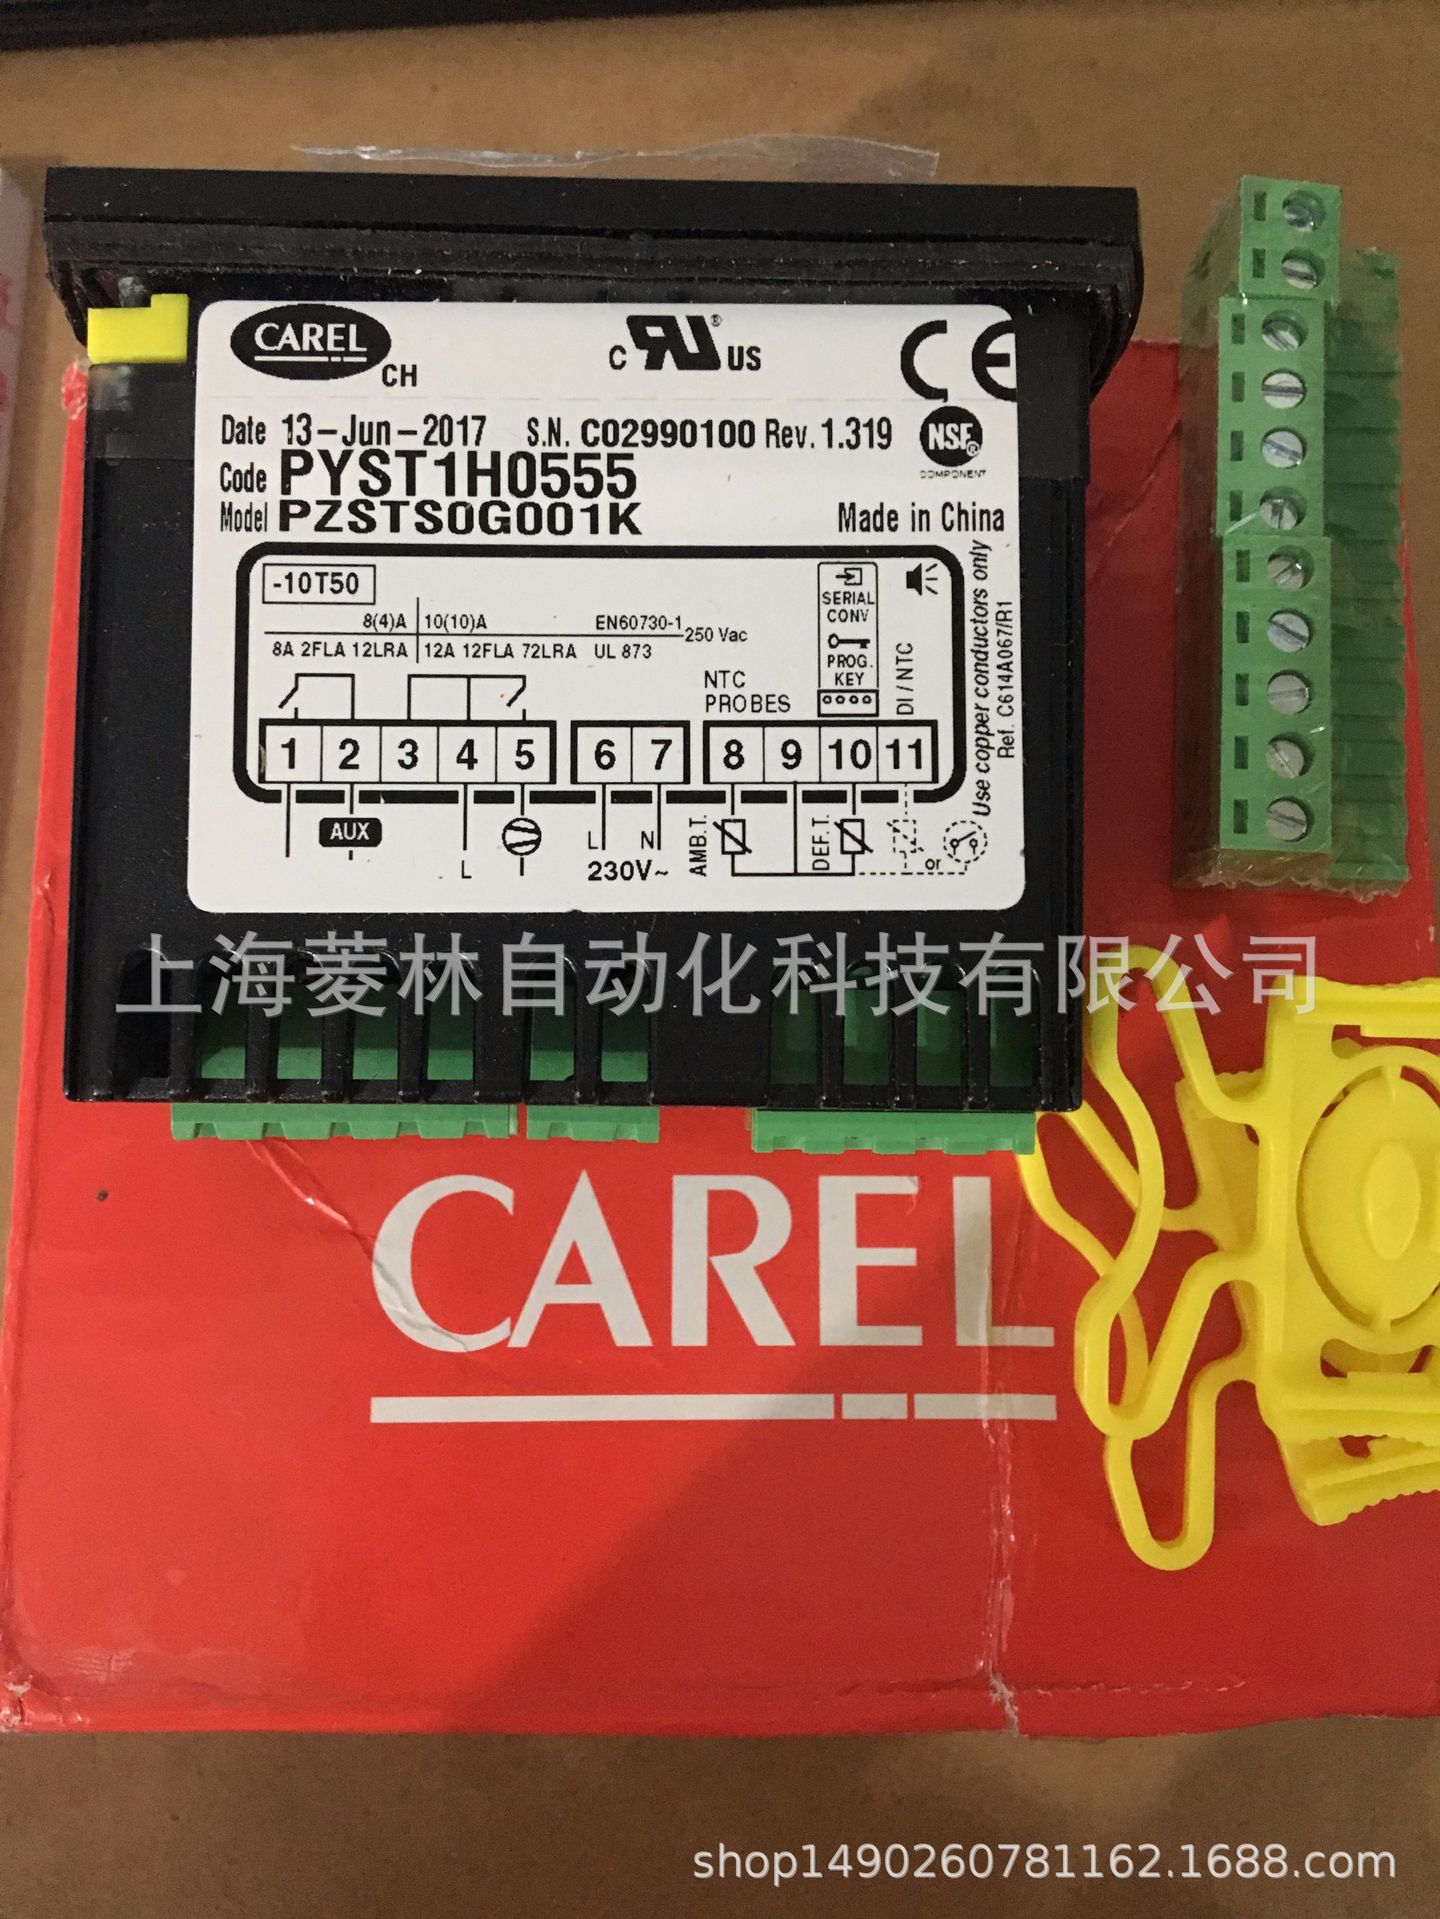 CAREL
CH
C UL® US
CE
Date 13-Jun-2017 S.N. C02990100 Rev. 1.319
NSF®
COMPONENT
Code PYST1H0555
Model PZSTS0G001K
Made in China
-10T50
8(4)A 10(10)A EN60730-1
8A 2FLA 12LRA 12A 12FLA 72LRA UL 873
250 Vac
SERIAL
CONV
PROG.
KEY
NTC
PROBES
DI / NTC
Use copper conductors only
Ref. C614A067/R1
1 2 3 4 5 6 7 8 9 10 11
AUX
L
L N
230V~
AMB.T.
DEF.T.
or
上海菱林自动化科技有限公司
CAREL
shop1490260781162.1688.com